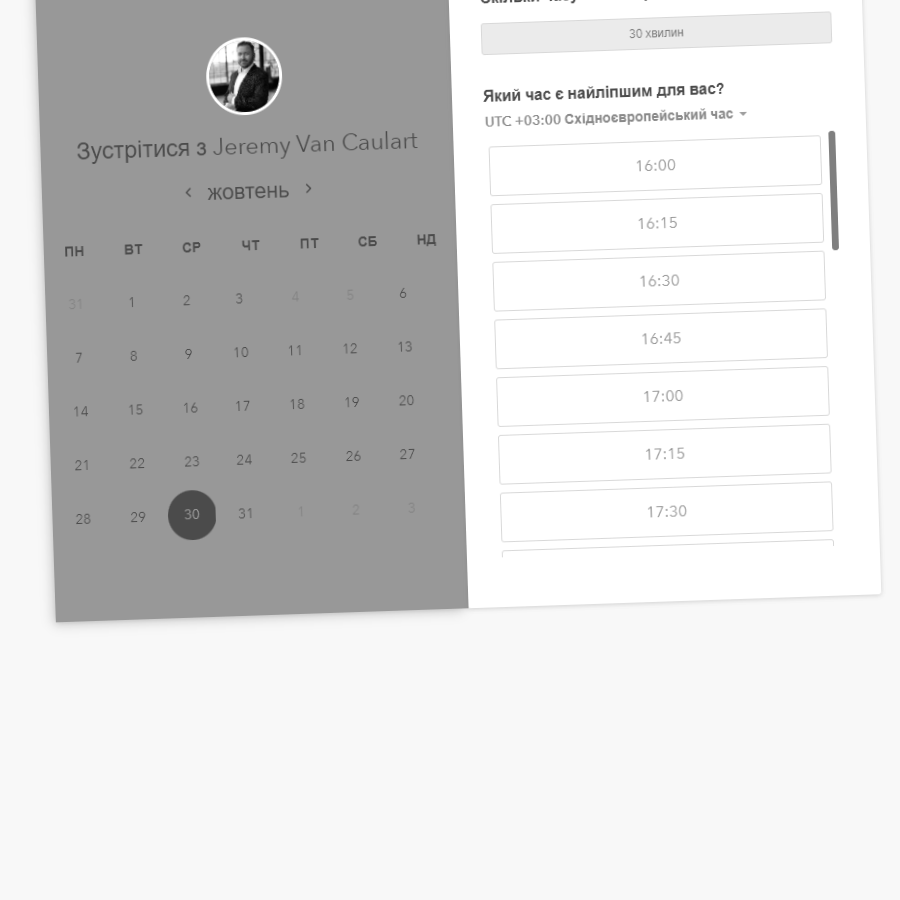 Зустрітися з Jeremy Van Caulart
жовтень
ПН ВТ СР ЧТ ПТ СБ НД
31 1 2 3 4 5 6
7 8 9 10 11 12 13
14 15 16 17 18 19 20
21 22 23 24 25 26 27
28 29 30 31 1 2 3
30 хвилин
Який час є найліпшим для вас?
UTC +03:00 Східноєвропейський час
16:00
16:15
16:30
16:45
17:00
17:15
17:30